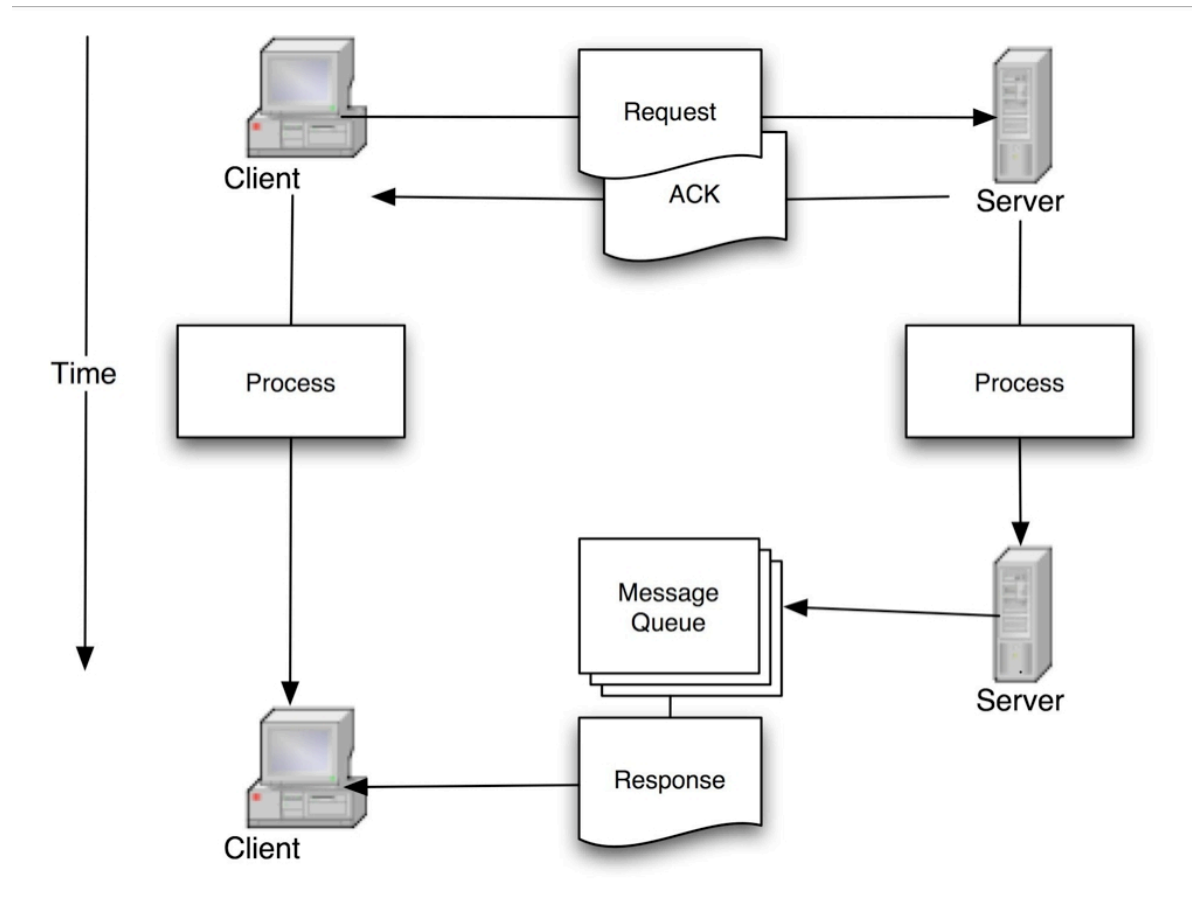 Request
Client
ACK
Server
Time
Process
Process
Message
Queue
Server
Response
Client